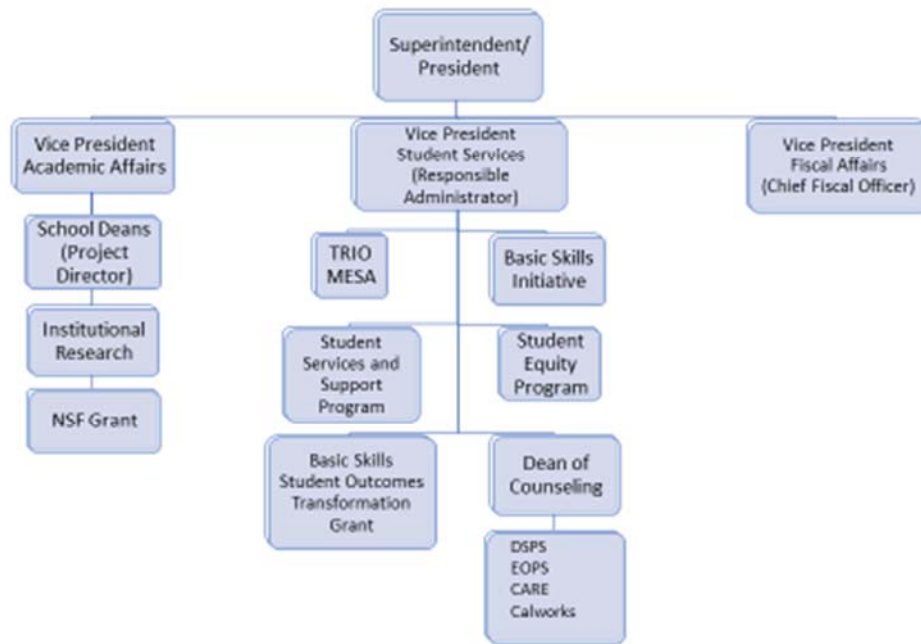 Superintendent/
President
Vice President
Academic Affairs
Vice President
Student Services
(Responsible
Administrator)
Vice President
Fiscal Affairs
(Chief Fiscal Officer)
School Deans
(Project
Director)
TRIO
MESA
Basic Skills
Initiative
Institutional
Research
Student
Services and
Support
Program
Student
Equity
Program
NSF Grant
Basic Skills
Student Outcomes
Transformation
Grant
Dean of
Counseling
DSPS
EOPS
CARE
Calworks